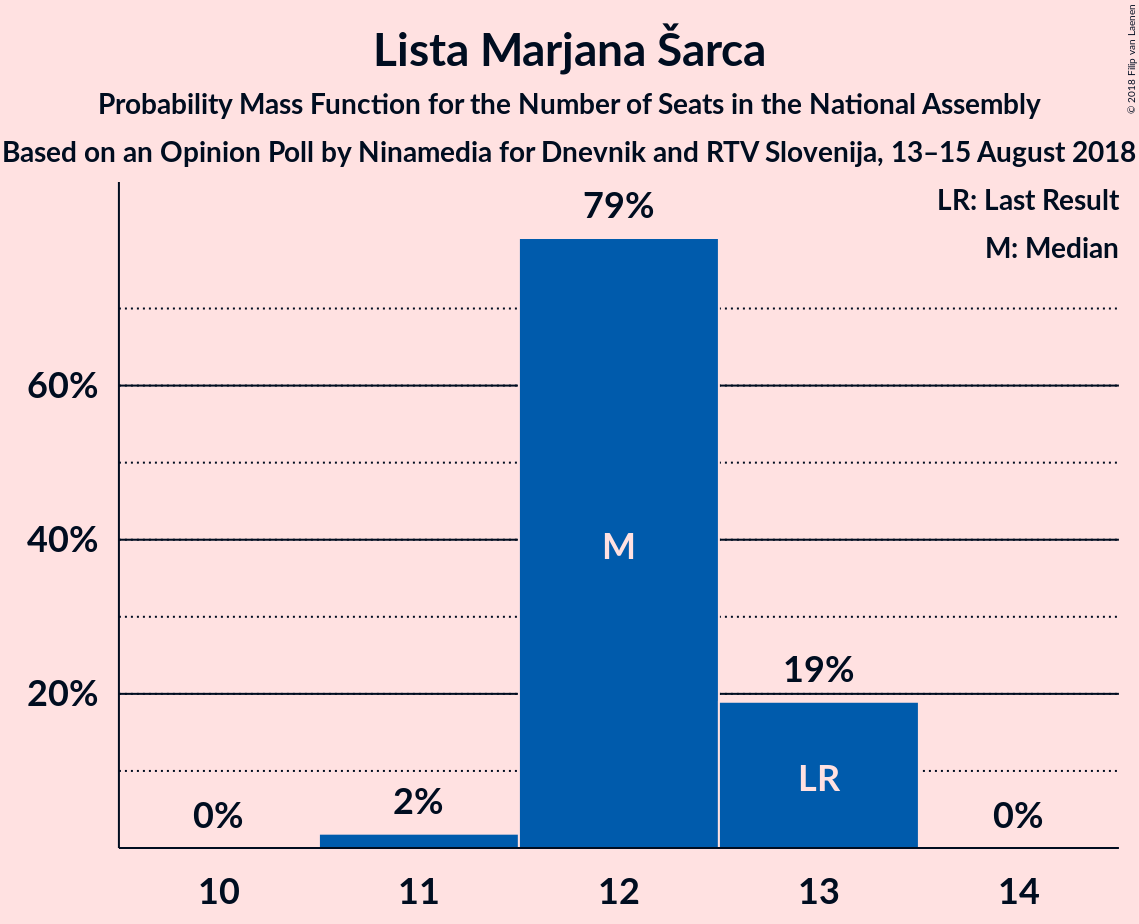 Lista Marjana Šarca
Probability Mass Function for the Number of Seats in the National Assembly
Based on an Opinion Poll by Ninamedia for Dnevnik and RTV Slovenija, 13–15 August 2018
© 2018 Filip van Laenen
LR: Last Result
M: Median
79%
60%
40%
M
20%
19%
LR
0%
2%
0%
10
11
12
13
14